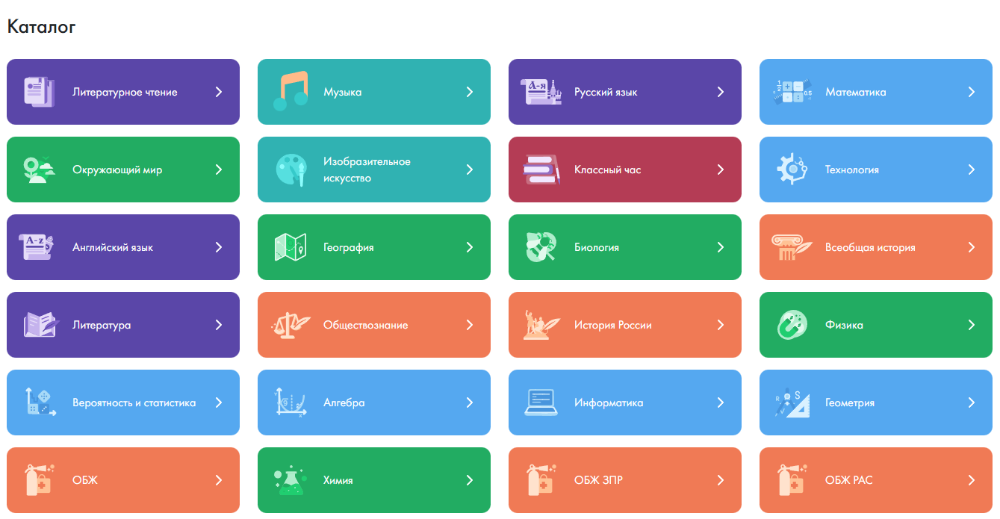 Каталог
Литературное чтение
Музыка
Русский язык
Математика
Окружающий мир
Изобразительное
искусство
Классный час
Технология
Английский язык
География
Биология
Всеобщая история
Литература
Обществознание
История России
Физика
Вероятность и статистика
Алгебра
Информатика
Геометрия
ОБЖ
Химия
ОБЖ ЗПР
ОБЖ РАС